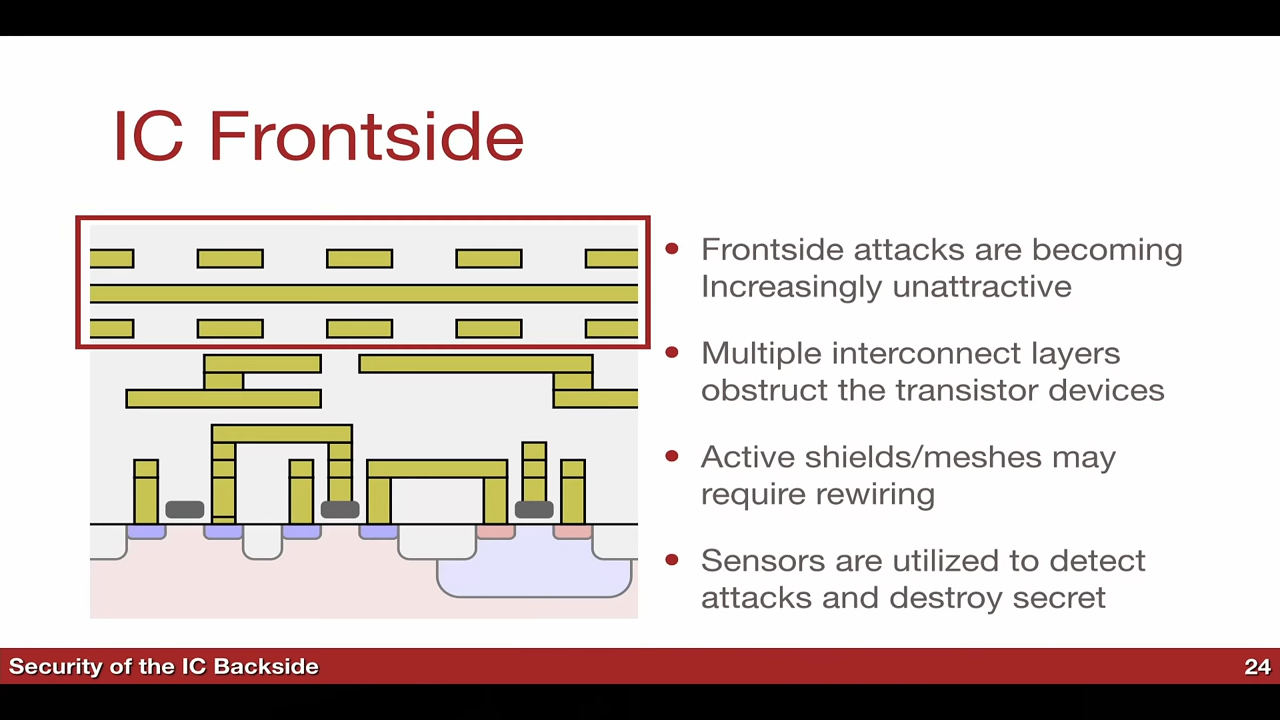 IC Frontside
• Frontside attacks are becoming
Increasingly unattractive
• Multiple interconnect layers
obstruct the transistor devices
• Active shields/meshes may
require rewiring
• Sensors are utilized to detect
attacks and destroy secret
Security of the IC Backside
24